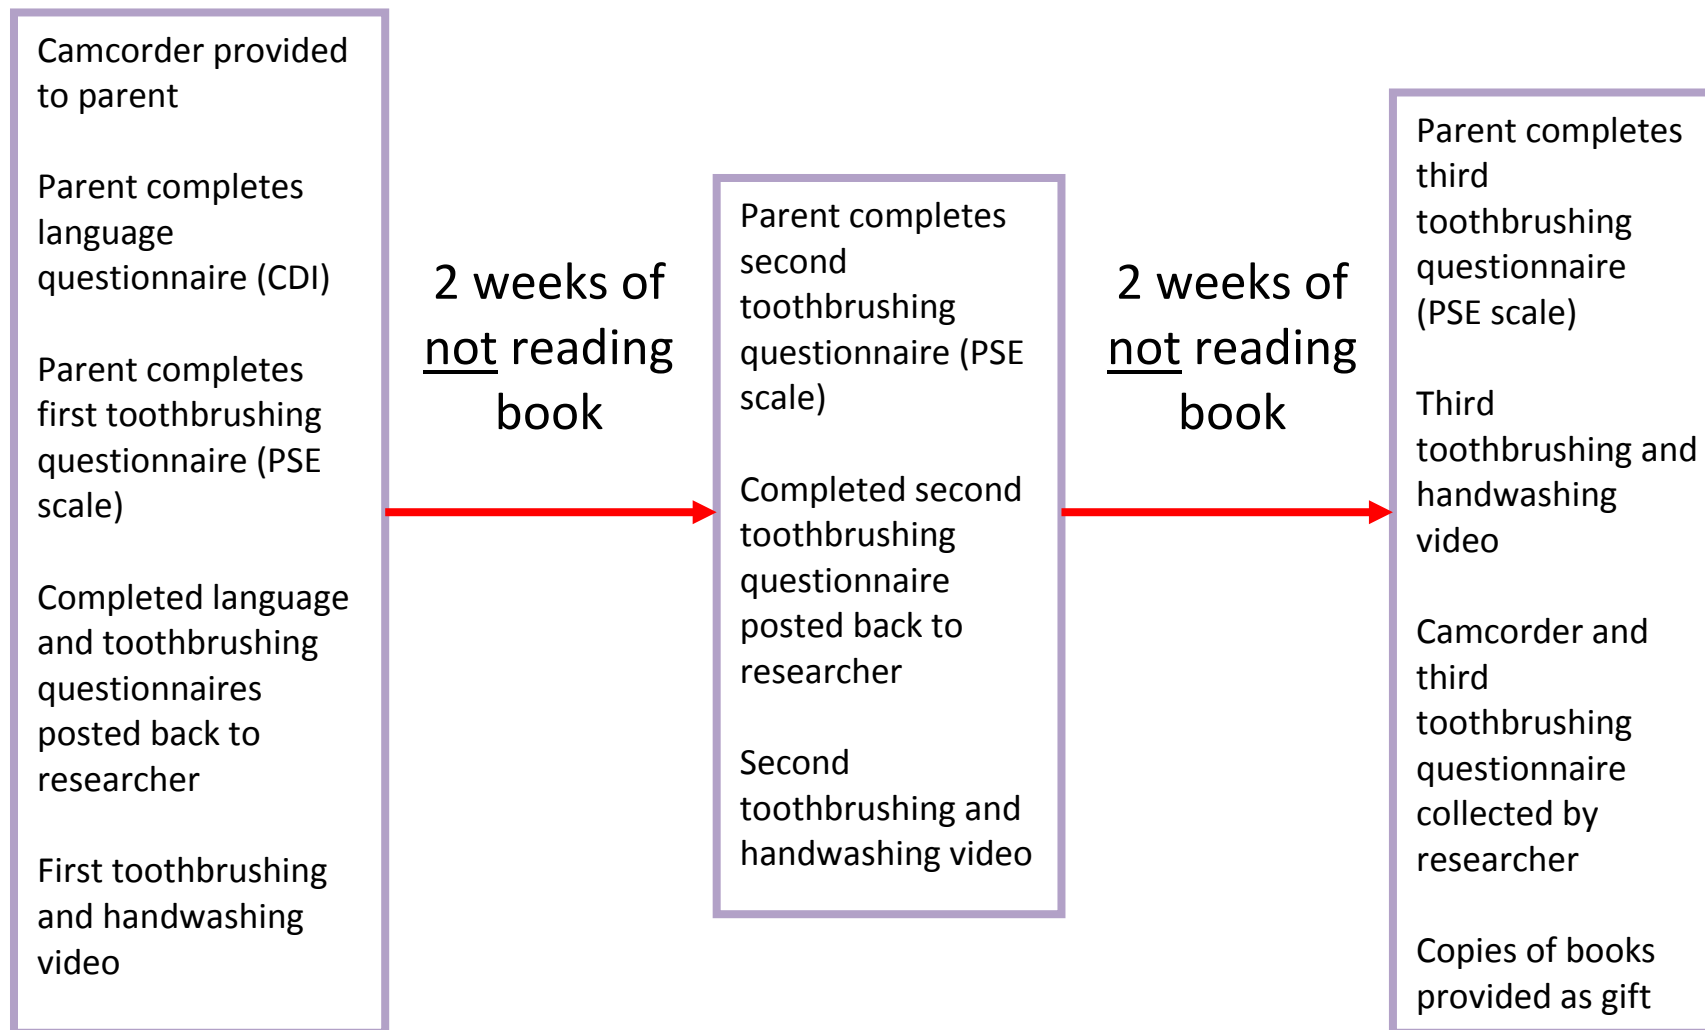 Camcorder provided
to parent
Parent completes
language
questionnaire (CDI)
Parent completes
first toothbrushing
questionnaire (PSE
scale)
Completed language
and toothbrushing
questionnaires
posted back to
researcher
First toothbrushing
and handwashing
video
2 weeks of
not reading
book
Parent completes
second
toothbrushing
questionnaire (PSE
scale)
Completed second
toothbrushing
questionnaire
posted back to
researcher
Second
toothbrushing and
handwashing video
2 weeks of
not reading
book
Parent completes
third
toothbrushing
questionnaire
(PSE scale)
Third
toothbrushing and
handwashing
video
Camcorder and
third
toothbrushing
questionnaire
collected by
researcher
Copies of books
provided as gift